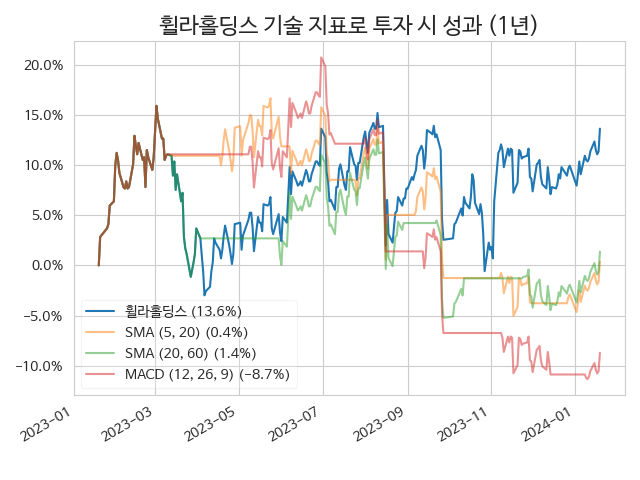 휠라홀딩스 기술 지표로 투자 시 성과 (1년)
20.0%
15.0%
10.0%
5.0%
0.0%
−5.0%
−10.0%
휠라홀딩스 (13.6%)
SMA (5, 20) (0.4%)
SMA (20, 60) (1.4%)
MACD (12, 26, 9) (−8.7%)
2023-01
2023-03
2023-05
2023-07
2023-09
2023-11
2024-01